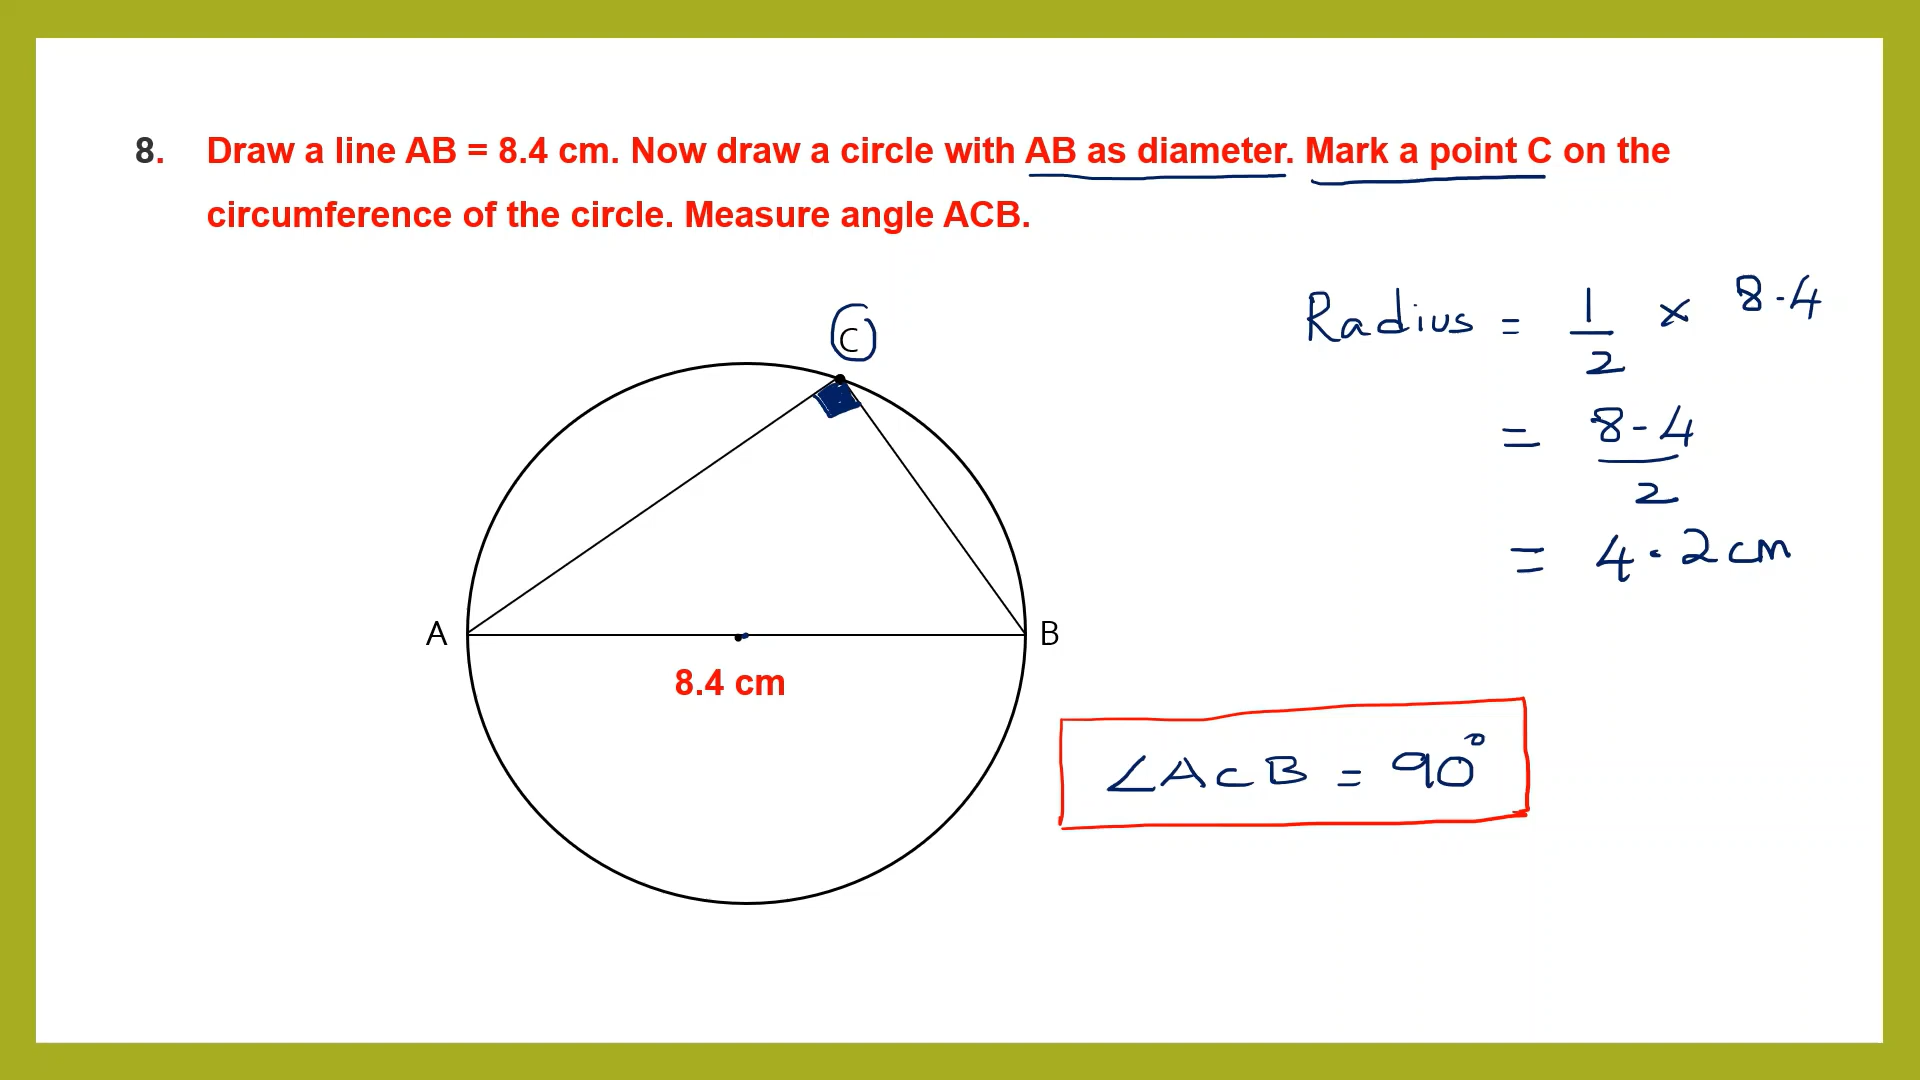 8. Draw a line AB = 8.4 cm. Now draw a circle with AB as diameter. Mark a point C on the
circumference of the circle. Measure angle ACB.
C
Radius = 1/2 × 8.4
= 8.4/2
= 4.2 cm
A
B
8.4 cm
∠ACB = 90°